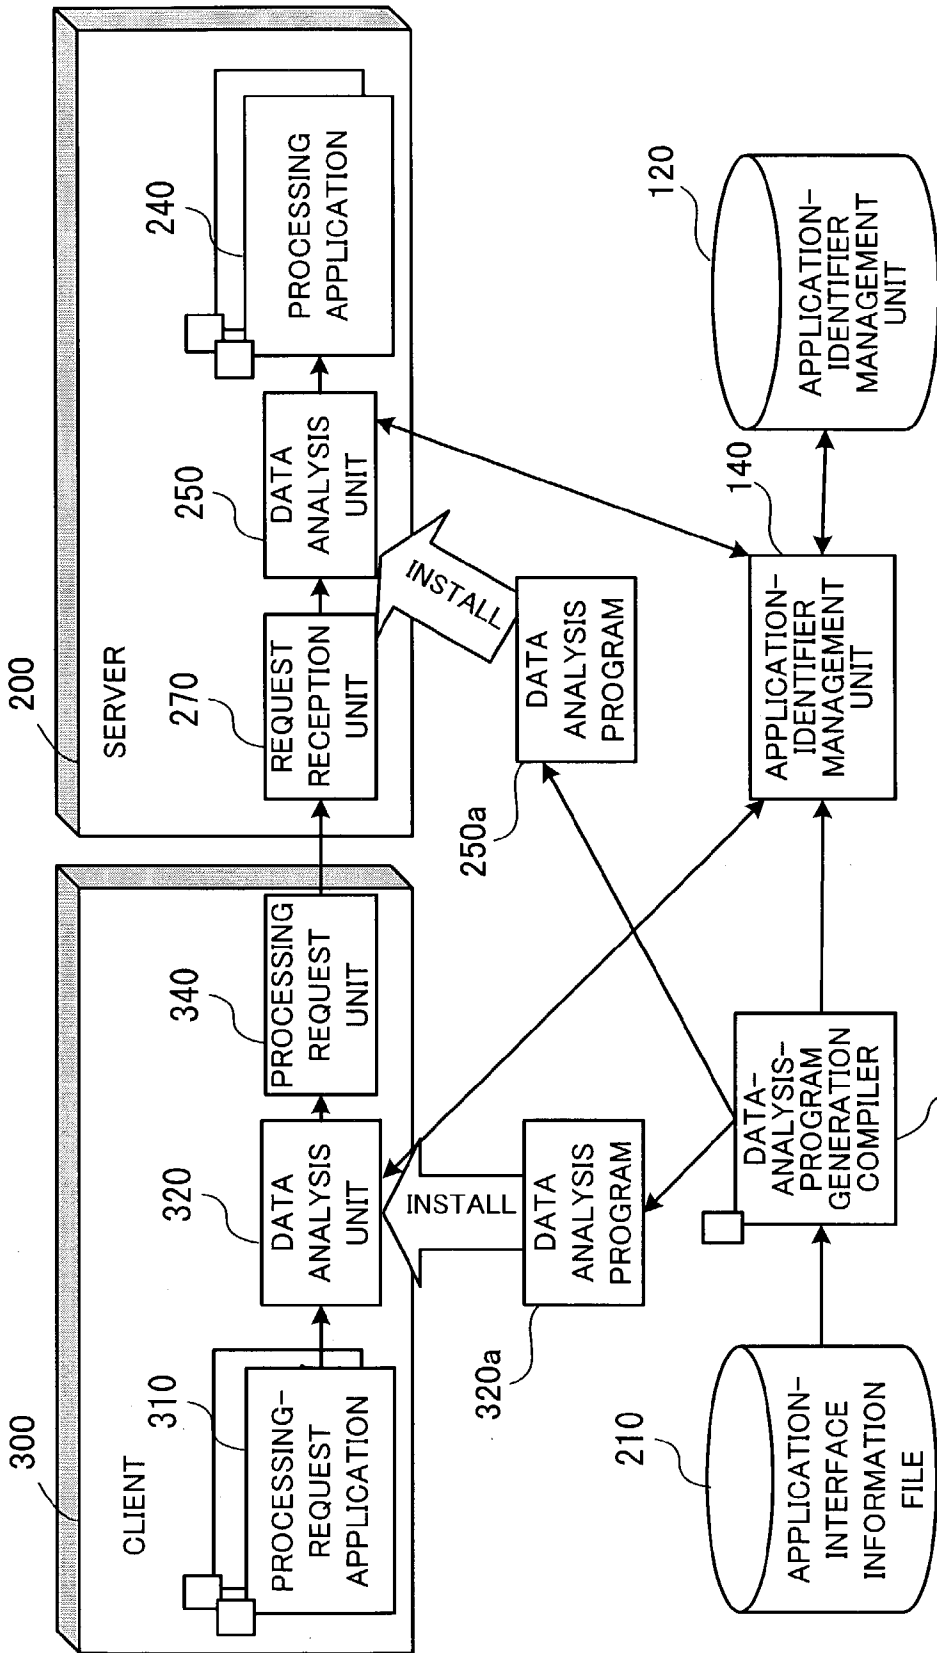 300
CLIENT
310
PROCESSING-
REQUEST
APPLICATION
320
DATA
ANALYSIS
UNIT
340
PROCESSING
REQUEST
UNIT
200
SERVER
270
REQUEST
RECEPTION
UNIT
250
DATA
ANALYSIS
UNIT
240
PROCESSING
APPLICATION
INSTALL
INSTALL
320a
DATA
ANALYSIS
PROGRAM
250a
DATA
ANALYSIS
PROGRAM
210
APPLICATION-
INTERFACE
INFORMATION
FILE
DATA-
ANALYSIS-
PROGRAM
GENERATION
COMPILER
140
APPLICATION-
IDENTIFIER
MANAGEMENT
UNIT
120
APPLICATION-
IDENTIFIER
MANAGEMENT
UNIT